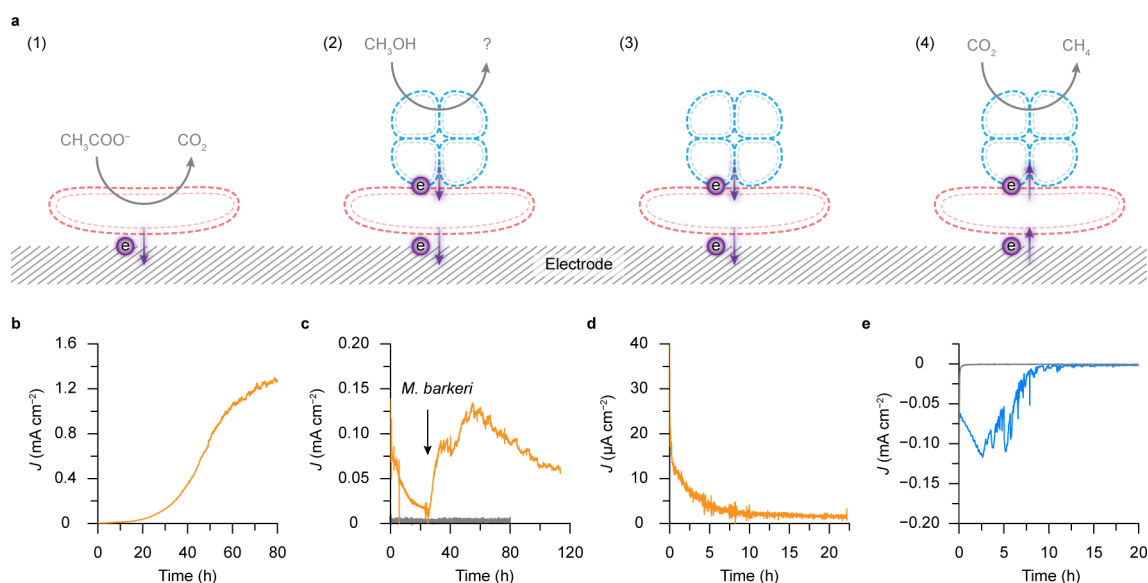 a
(1) (2) (3) (4)
CH₃OH ? CO₂ CH₄
CH₃COO⁻ CO₂
e e e
e e e e
Electrode
b c d e
1.6 0.20 40
0
1.2 0.15 30
M. barkeri
−0.05
0.8 0.10 20
−0.10
0.4 0.05 10
−0.15
0 0 0 −0.20
J (mA cm⁻²) J (mA cm⁻²) J (µA cm⁻²) J (mA cm⁻²)
0 20 40 60 80 0 40 80 120 0 5 10 15 20 0 5 10 15 20
Time (h) Time (h) Time (h) Time (h)